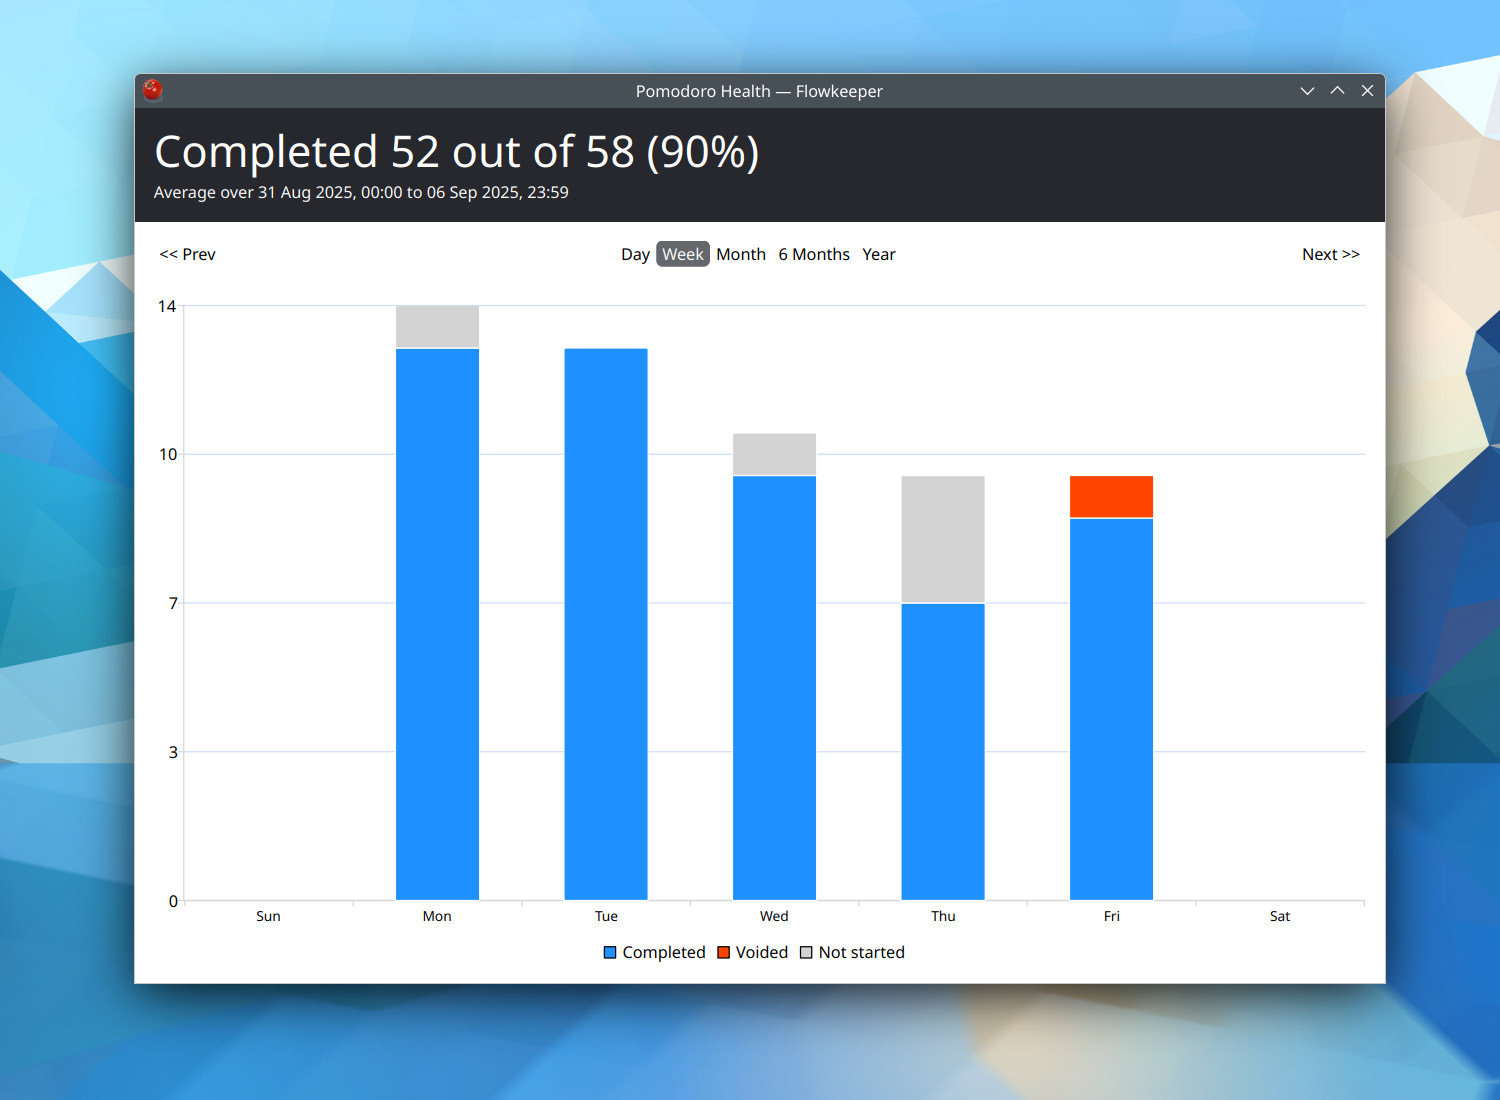 Pomodoro Health — Flowkeeper
Completed 52 out of 58 (90%)
Average over 31 Aug 2025, 00:00 to 06 Sep 2025, 23:59
<< Prev Day Week Month 6 Months Year Next >>
14
10
7
3
0
Sun Mon Tue Wed Thu Fri Sat
Completed Voided Not started